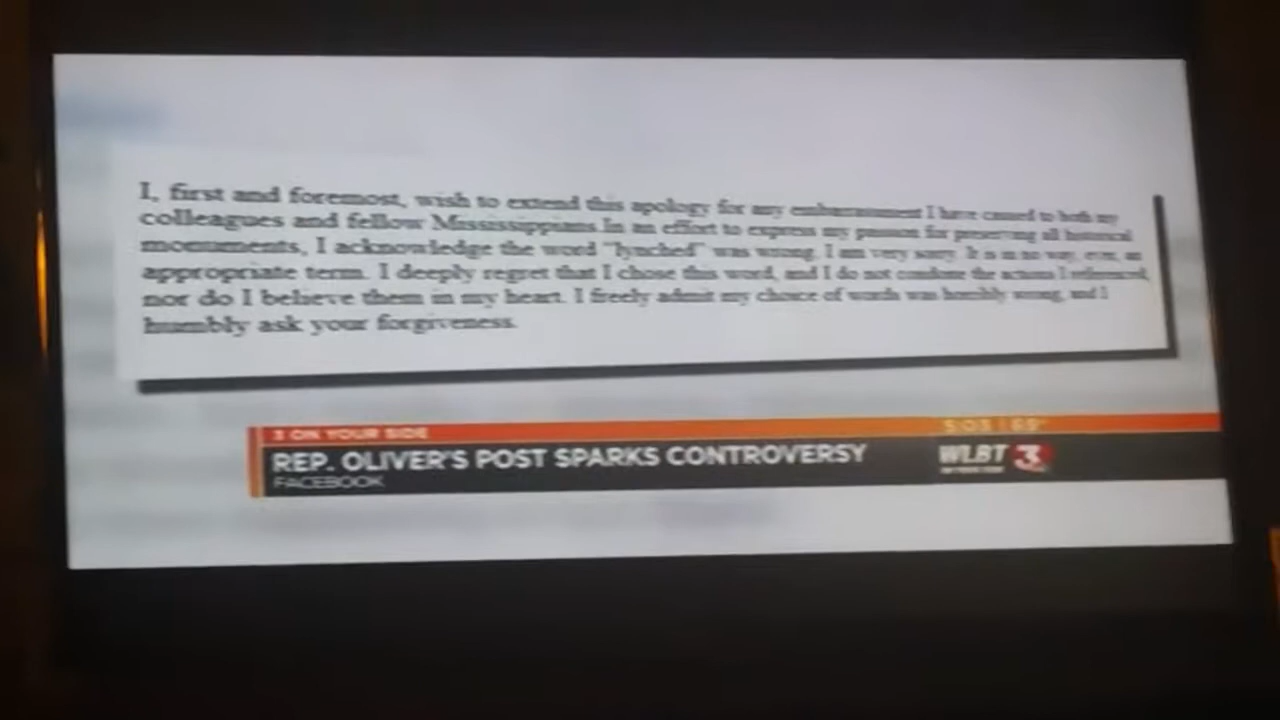 I, first and foremost, wish to extend this apology for any embarrassment I have caused to both my
colleagues and fellow Mississippians.In an effort to express my passion for preserving all historical
monuments, I acknowledge the word "lynched" was wrong. I am very sorry. It is in no way, ever, an
appropriate term. I deeply regret that I chose this word, and I do not condone the actions I referenced,
nor do I believe them in my heart. I freely admit my choice of words was horribly wrong, and I
humbly ask your forgiveness.
3 ON YOUR SIDE
5:03 | 69°
REP. OLIVER'S POST SPARKS CONTROVERSY
WLBT 3
FACEBOOK